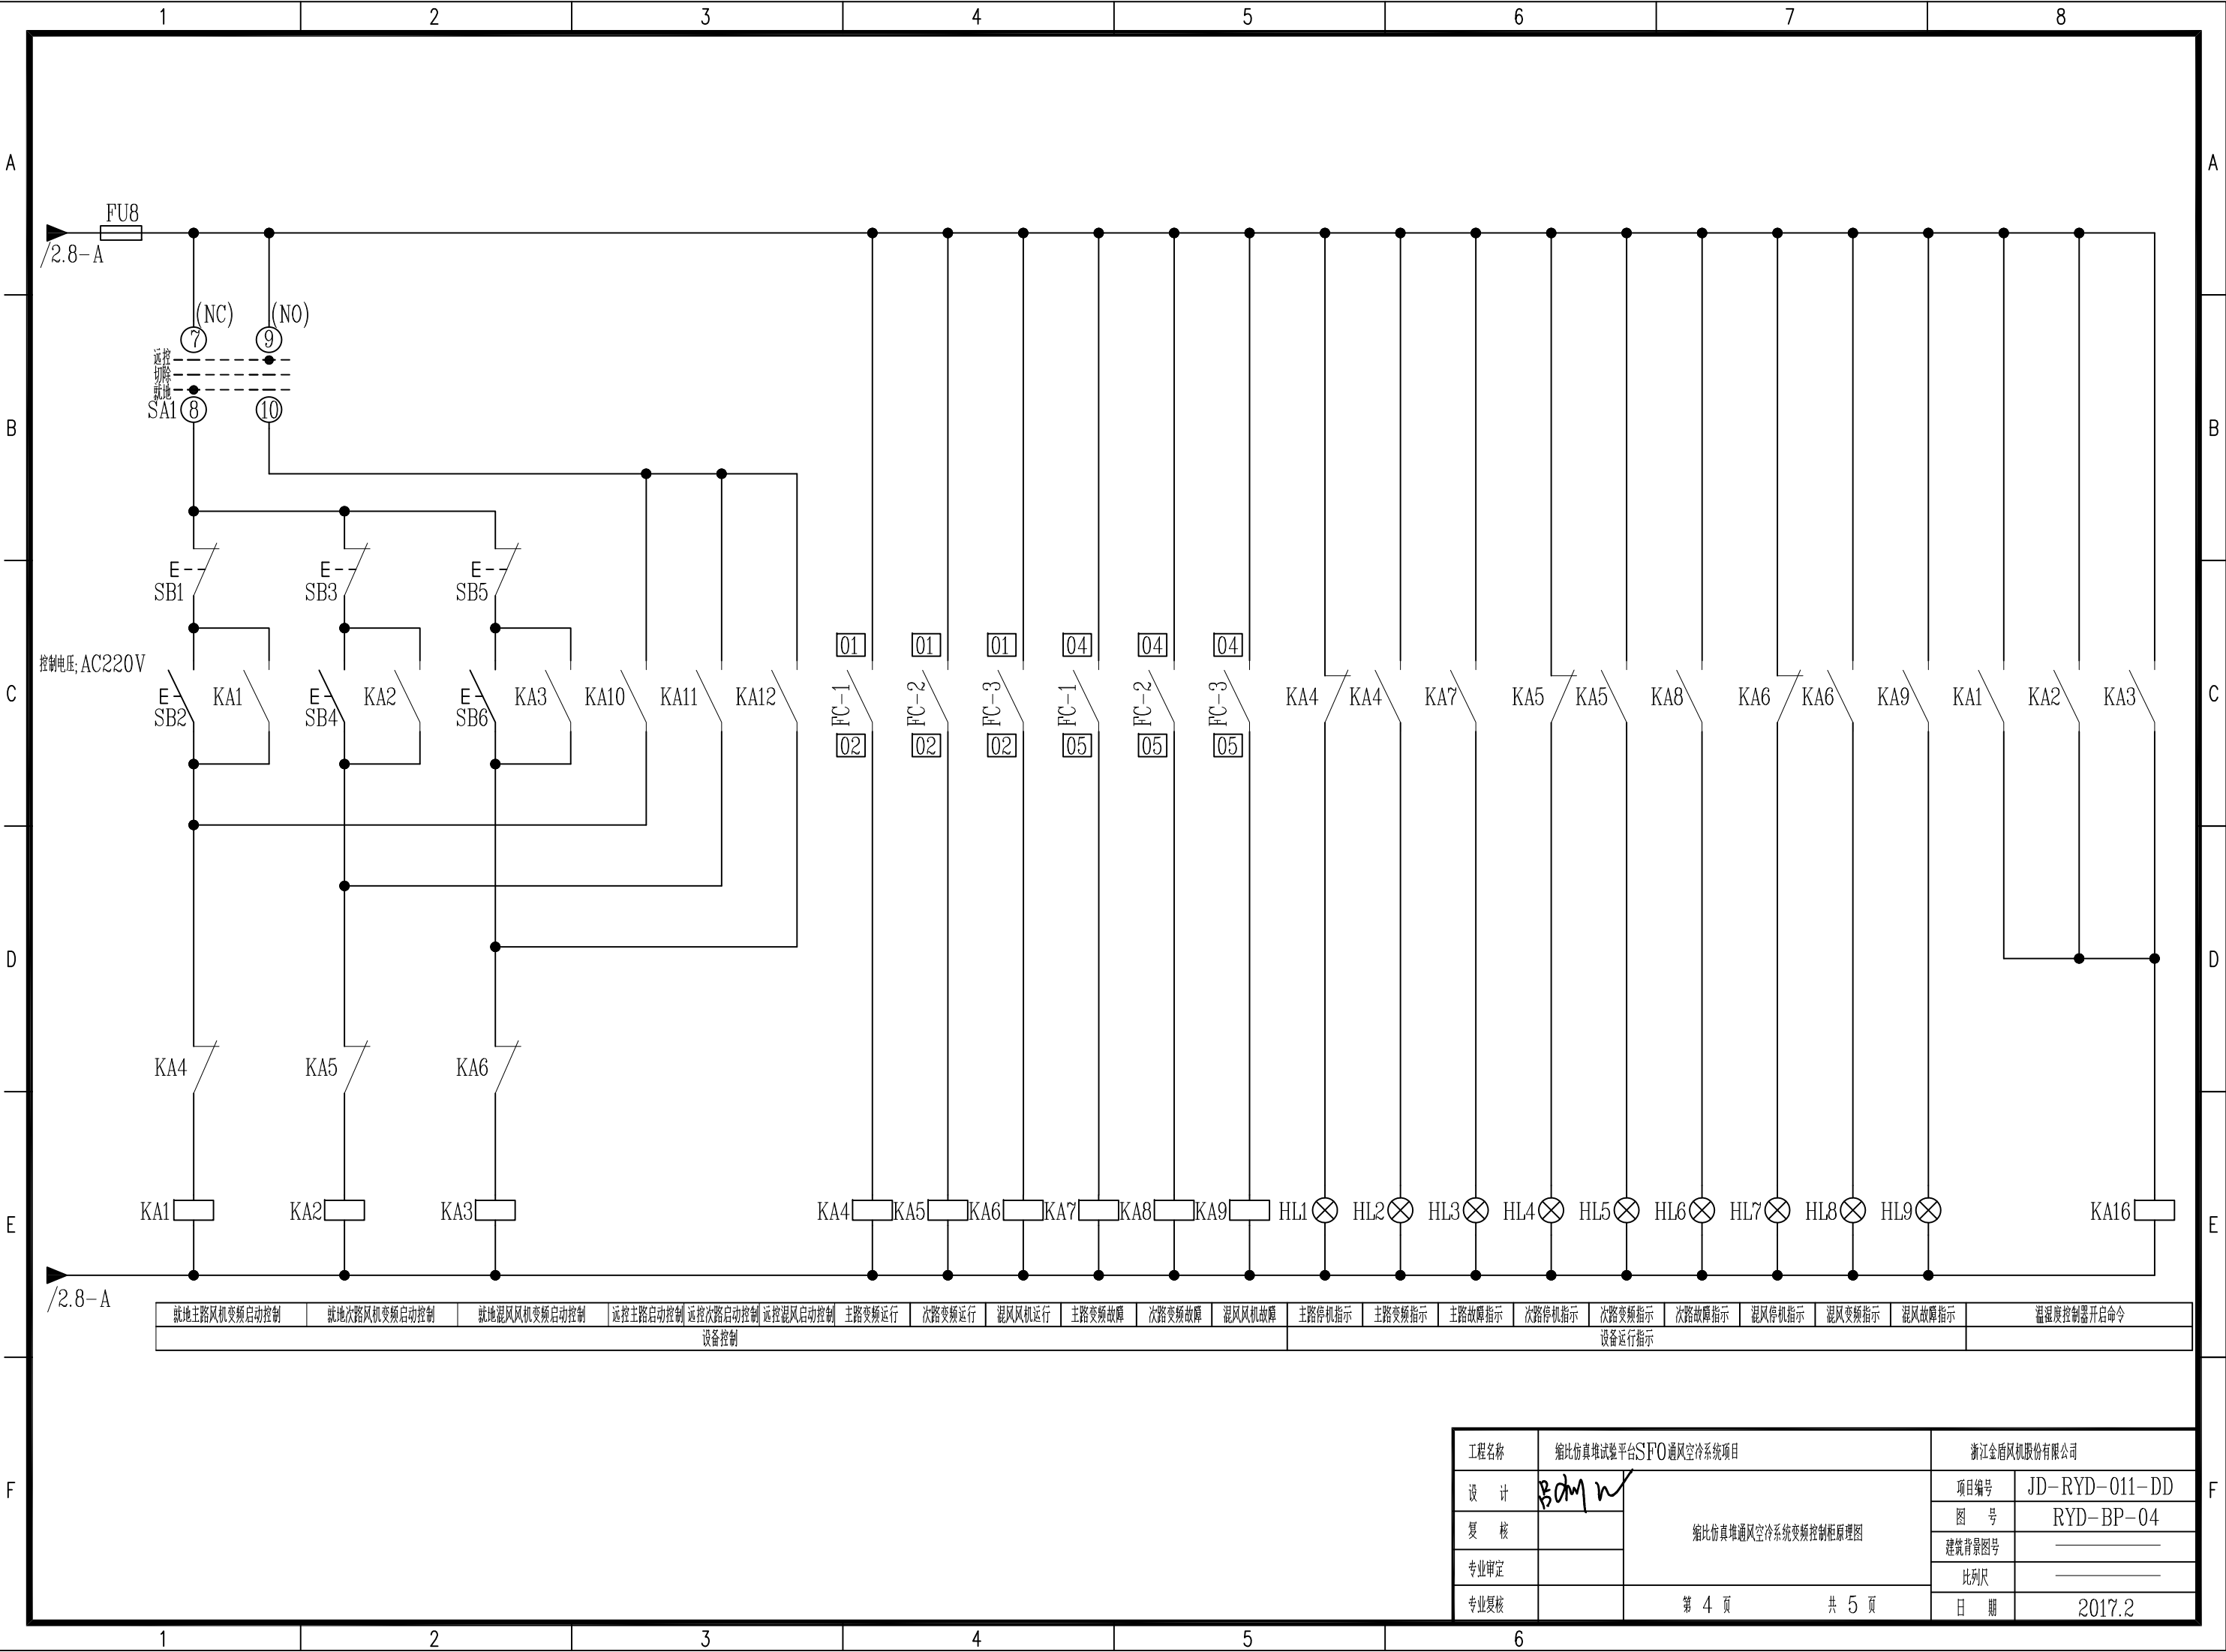 1 2 3 4 5 6 7 8
A A
FU8
/2.8-A
(NC) (NO)
7 9
远控
切除
就地
SA1 8 10
B B
E E E
SB1 SB3 SB5
01 01 01 04 04 04
控制电压;AC220V
C C
E KA1 E KA2 E KA3 KA10 KA11 KA12 FC-1 FC-2 FC-3 FC-1 FC-2 FC-3 KA4 KA4 KA7 KA5 KA5 KA8 KA6 KA6 KA9 KA1 KA2 KA3
SB2 SB4 SB6
02 02 02 05 05 05
D D
KA4 KA5 KA6
KA1 KA2 KA3 KA4 KA5 KA6 KA7 KA8 KA9 HL1 HL2 HL3 HL4 HL5 HL6 HL7 HL8 HL9 KA16
E E
/2.8-A
就地主路风机变频启动控制 就地次路风机变频启动控制 就地混风风机变频启动控制 远控主路启动控制 远控次路启动控制 远控混风启动控制 主路变频运行 次路变频运行 混风风机运行 主路变频故障 次路变频故障 混风风机故障 主路停机指示 主路变频指示 主路故障指示 次路停机指示 次路变频指示 次路故障指示 混风停机指示 混风变频指示 混风故障指示 温湿度控制器开启命令
设备控制 设备运行指示
F F
工程名称 缩比仿真堆试验平台SFO通风空冷系统项目 浙江金盾风机股份有限公司
设 计 项目编号 JD-RYD-011-DD
图 号 RYD-BP-04
复 核 缩比仿真堆通风空冷系统变频控制柜原理图
建筑背景图号
专业审定 比列尺
专业复核 第 4 页 共 5 页 日 期 2017.2
1 2 3 4 5 6